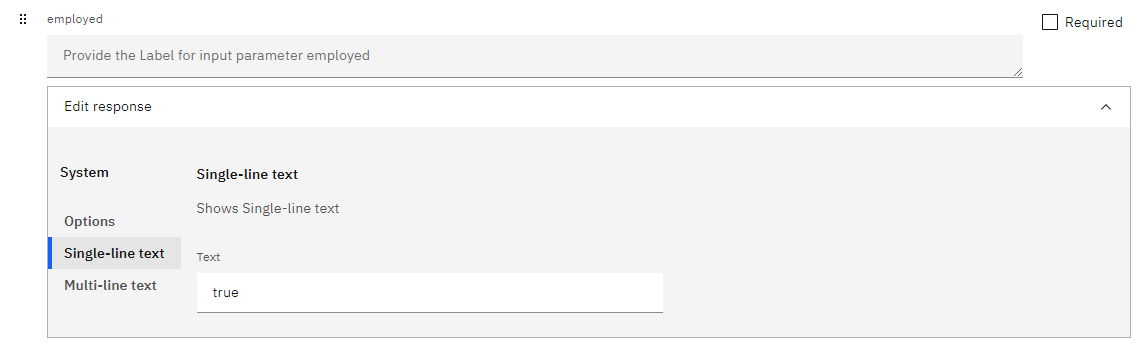 employed
Required
Provide the Label for input parameter employed
Edit response
System
Options
Single-line text
Multi-line text
Single-line text
Shows Single-line text
Text
true